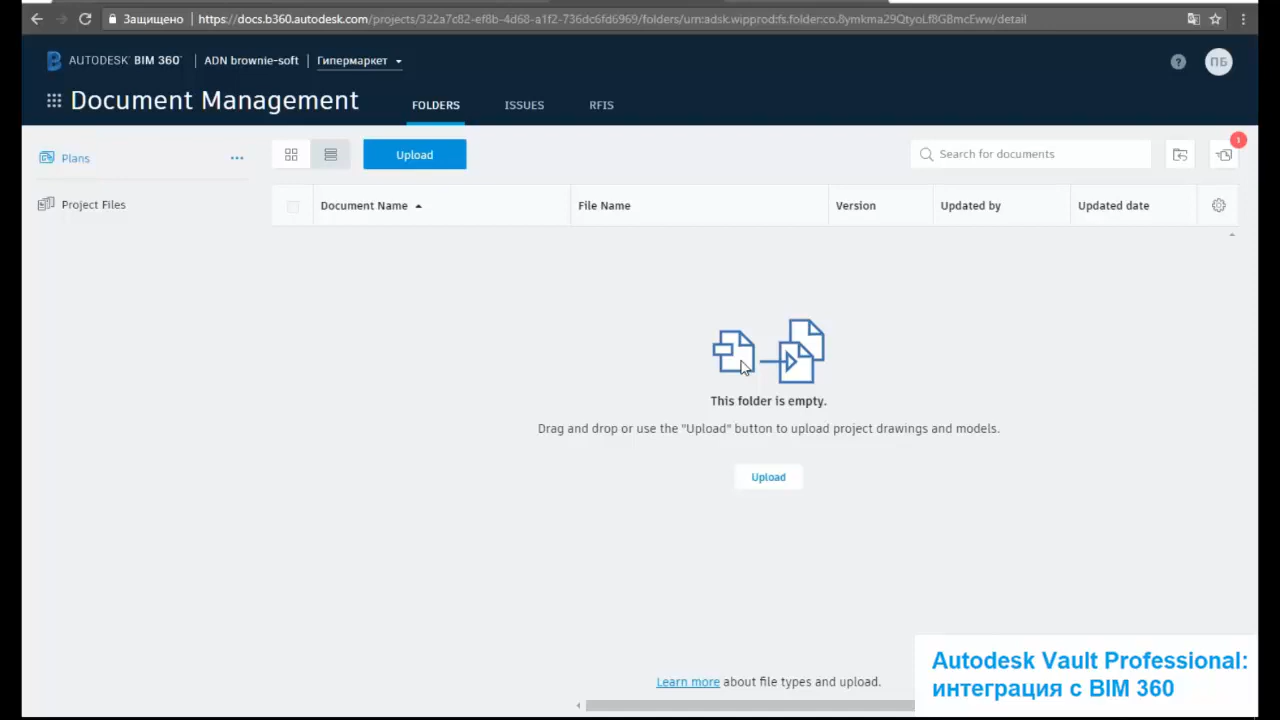 Защищено https://docs.b360.autodesk.com/projects/322a7c82-ef8b-4d68-a1f2-736dc6fd6969/folders/urn:adsk.wipprod:fs.folder:co.8ymkma29QtyoLf8GBmcEww/detail
AUTODESK® BIM 360™ ADN brownie-soft Гипермаркет ? ПБ
Document Management FOLDERS ISSUES RFIS
Plans ... Upload Search for documents 1
Project Files Document Name File Name Version Updated by Updated date
This folder is empty.
Drag and drop or use the "Upload" button to upload project drawings and models.
Upload
Learn more about file types and upload.
Autodesk Vault Professional:
интеграция с BIM 360